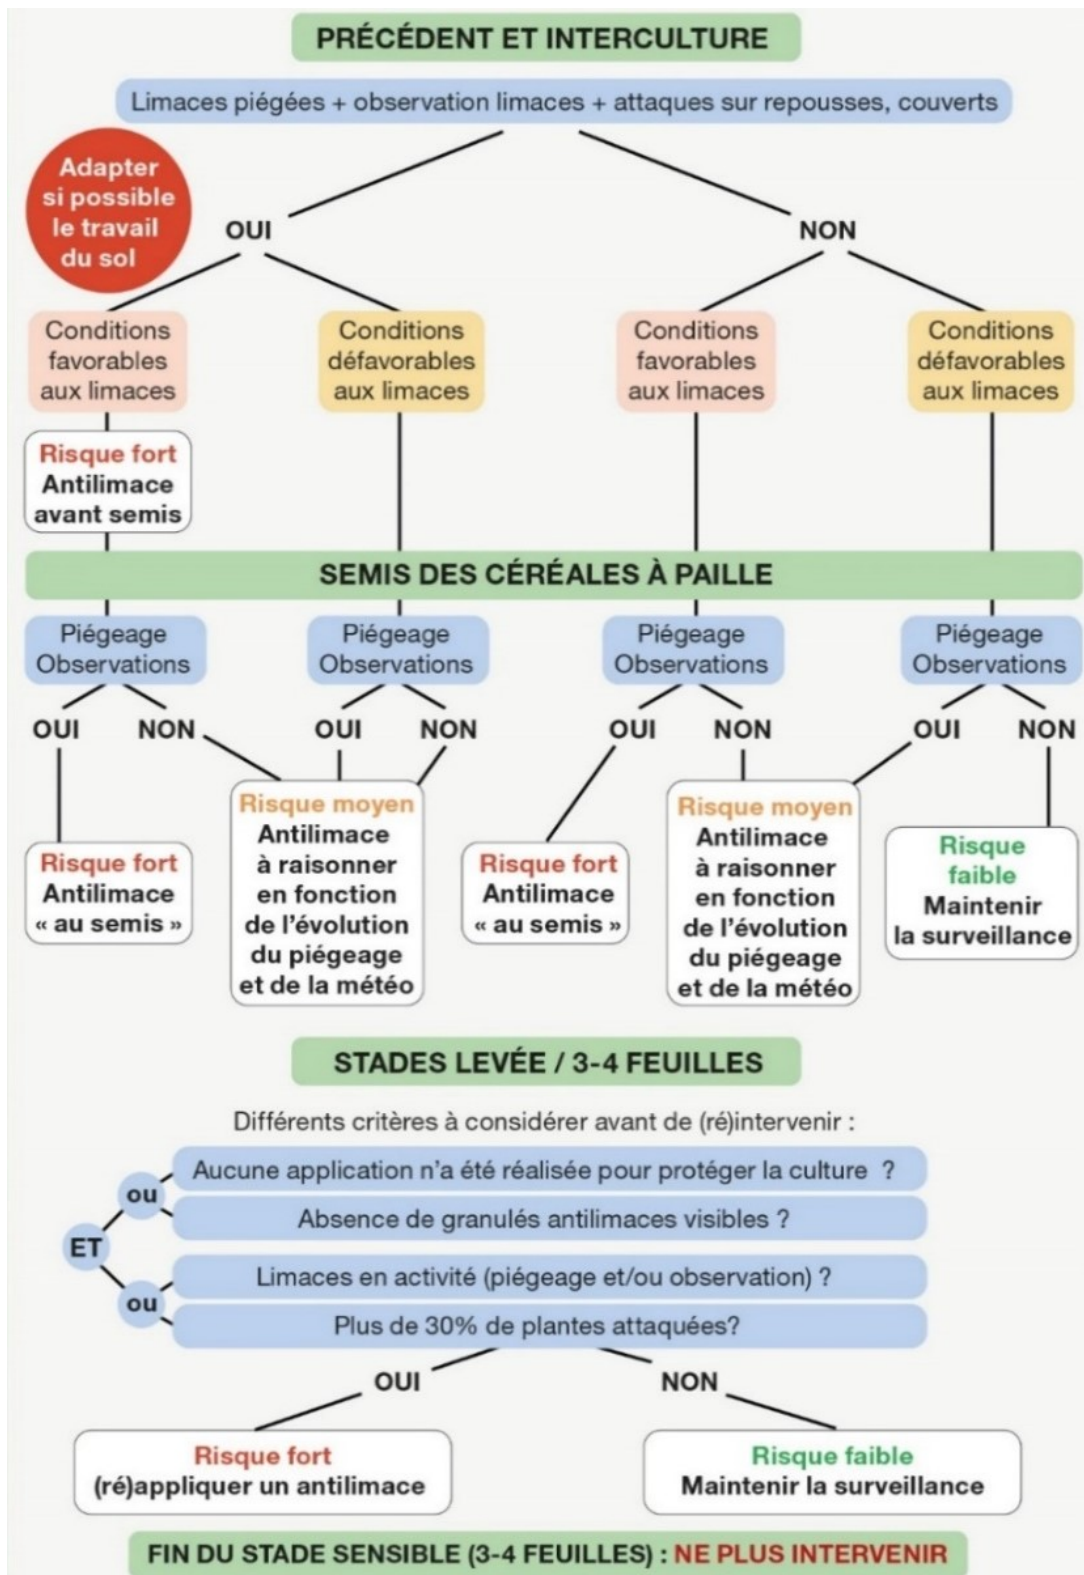 PRÉCÉDENT ET INTERCULTURE
Limaces piégées + observation limaces + attaques sur repousses, couverts
Adapter
si possible
le travail
du sol
OUI
NON
Conditions
favorables
aux limaces
Conditions
défavorables
aux limaces
Conditions
favorables
aux limaces
Conditions
défavorables
aux limaces
Risque fort
Antilimace
avant semis
SEMIS DES CÉRÉALES À PAILLE
Piégeage
Observations
Piégeage
Observations
Piégeage
Observations
Piégeage
Observations
OUI
NON
OUI
NON
OUI
NON
OUI
NON
Risque fort
Antilimace
« au semis »
Risque moyen
Antilimace
à raisonner
en fonction
de l'évolution
du piégeage
et de la météo
Risque fort
Antilimace
« au semis »
Risque moyen
Antilimace
à raisonner
en fonction
de l'évolution
du piégeage
et de la météo
Risque
faible
Maintenir
la surveillance
STADES LEVÉE / 3-4 FEUILLES
Différents critères à considérer avant de (ré)intervenir :
Aucune application n'a été réalisée pour protéger la culture ?
ou
Absence de granulés antilimaces visibles ?
ET
Limaces en activité (piégeage et/ou observation) ?
ou
Plus de 30% de plantes attaquées?
OUI
NON
Risque fort
(ré)appliquer un antilimace
Risque faible
Maintenir la surveillance
FIN DU STADE SENSIBLE (3-4 FEUILLES) : NE PLUS INTERVENIR